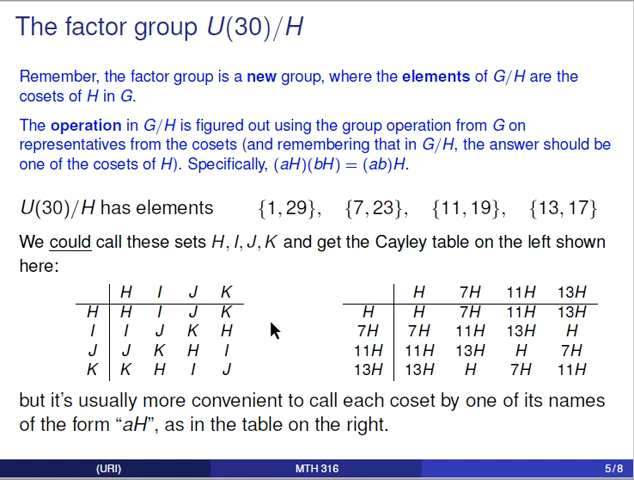 The factor group U(30)/H
Remember, the factor group is a new group, where the elements of G/H are the
cosets of H in G.
The operation in G/H is figured out using the group operation from G on
representatives from the cosets (and remembering that in G/H, the answer should be
one of the cosets of H). Specifically, (aH)(bH) = (ab)H.
U(30)/H has elements {1, 29}, {7, 23}, {11, 19}, {13, 17}
We could call these sets H, I, J, K and get the Cayley table on the left shown
here:
H I J K
H H I J K
I I J K H
J J K H I
K K H I J
H 7H 11H 13H
H H 7H 11H 13H
7H 7H 11H 13H H
11H 11H 13H H 7H
13H 13H H 7H 11H
but it's usually more convenient to call each coset by one of its names
of the form “aH”, as in the table on the right.
(URI) MTH 316 5/8